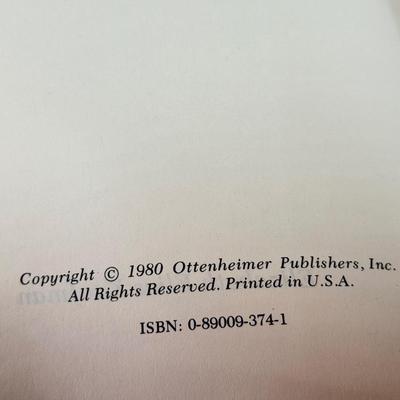 Copyright © 1980 Ottenheimer Publishers, Inc.
All Rights Reserved. Printed in U.S.A.
ISBN: 0-89009-374-1